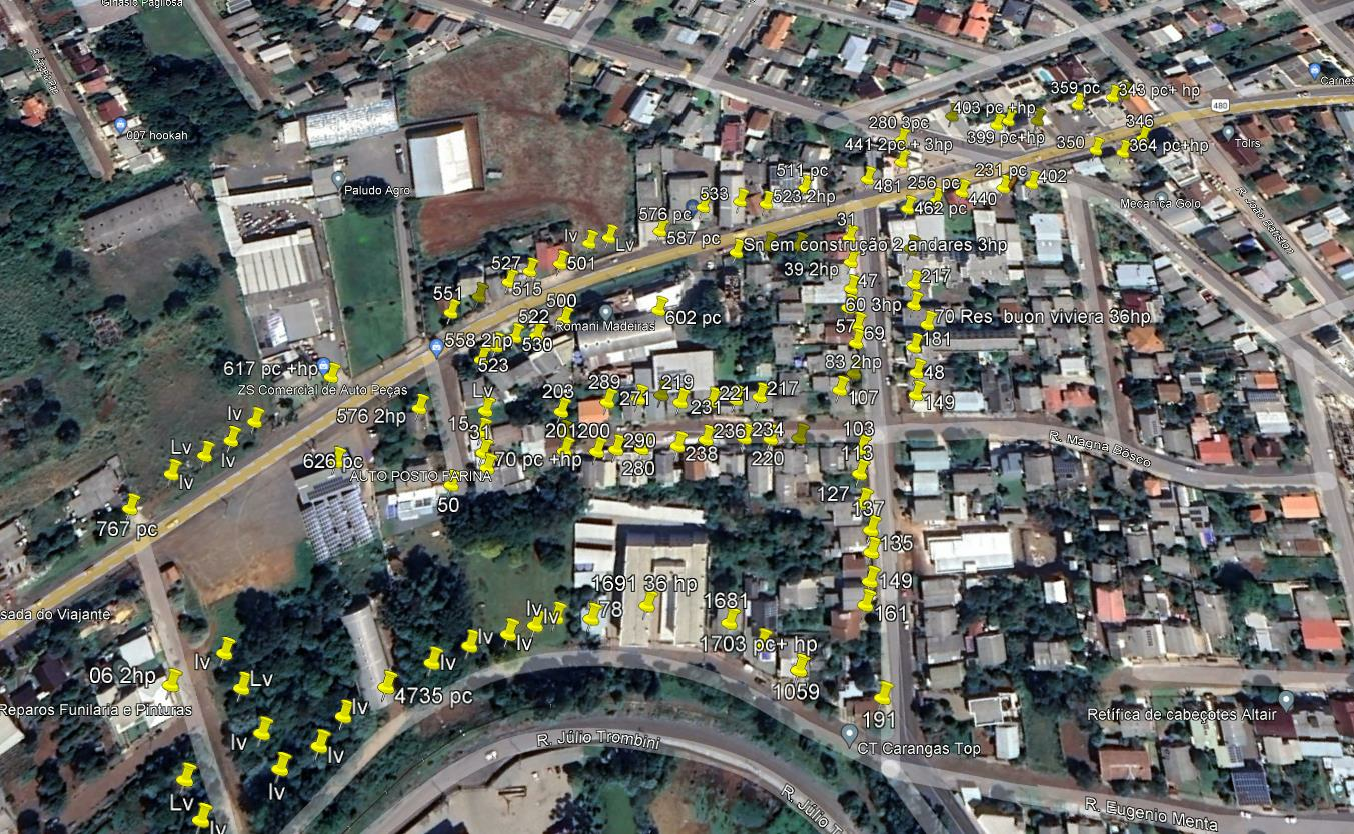 Ginásio Pagliosa
007 hookah
Paludo Agro
359 pc
343 pc+ hp
Carnes
480
403 pc +hp
280 3pc
399 pc+hp
346
350
364 pc+hp
Tolrs
441 2pc + 3hp
511 pc
481
256 pc
231 pc
402
440
533
523 2hp
462 pc
Mecanica Golo
576 pc
587 pc
31
lv
Lv
Sn em construção 2 andares 3hp
527
501
39 2hp
47
217
515
551
500
60 3hp
602 pc
70 Res buon viviera 36hp
522
Romani Madeiras
57
69
558 2hp
530
181
523
83 2hp
48
617 pc +hp
ZS Comercial de Auto Peças
289
219
217
203
271
221
107
149
Lv
231
lv
576 2hp
15
31
201
200
290
236
234
103
Lv
lv
238
220
113
R. Magna Bosco
626 pc
70 pc +hp
280
AUTO POSTO FARINA
lv
50
127
137
767 pc
135
149
1691 36 hp
161
sada do Viajante
lv
78
1681
lv
lv
1703 pc+ hp
lv
lv
06 2hp
Lv
4735 pc
1059
Reparos Funilaria e Pinturas
lv
191
Retífica de cabeçotes Altair
lv
lv
R. Júlio Trombini
CT Carangas Top
lv
Lv
lv
R. Júlio T
R. Eugenio Menta